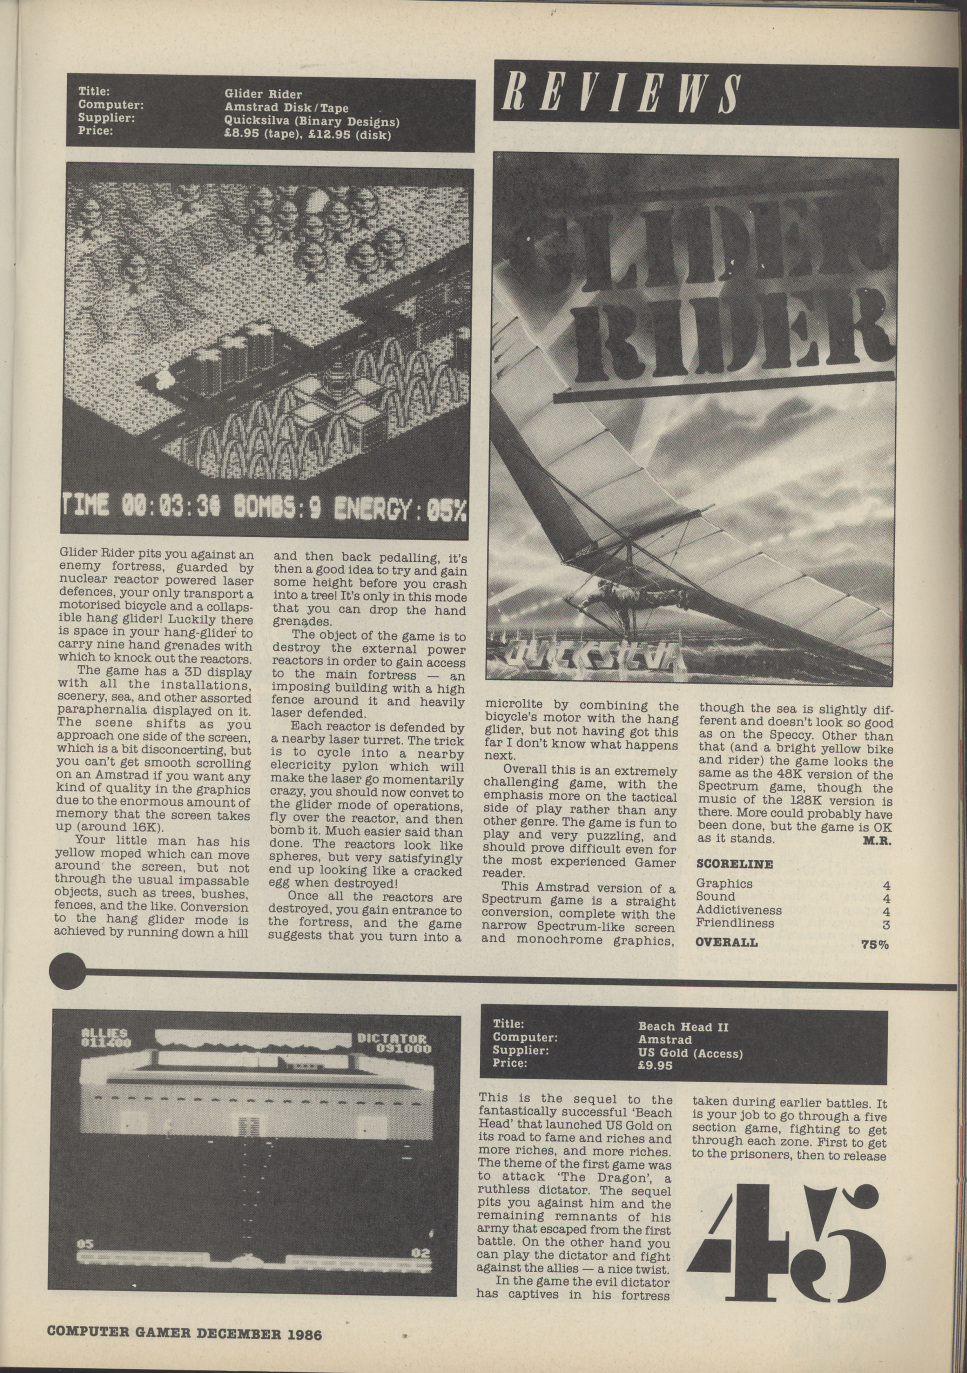 REVIEWS
Title: Glider Rider
Computer: Amstrad Disk/Tape
Supplier: Quicksilva (Binary Designs)
Price: £8.95 (tape), £12.95 (disk)
TIME 00:03:36 BOMBS:9 ENERGY:05%
GLIDER
RIDER
QUICKSILVA
Glider Rider pits you against an
enemy fortress, guarded by
nuclear reactor powered laser
defences, your only transport a
motorised bicycle and a collaps-
ible hang glider! Luckily there
is space in your hang-glider to
carry nine hand grenades with
which to knock out the reactors.
The game has a 3D display
with all the installations,
scenery, sea, and other assorted
paraphernalia displayed on it.
The scene shifts as you
approach one side of the screen,
which is a bit disconcerting, but
you can't get smooth scrolling
on an Amstrad if you want any
kind of quality in the graphics
due to the enormous amount of
memory that the screen takes
up (around 16K).
Your little man has his
yellow moped which can move
around the screen, but not
through the usual impassable
objects, such as trees, bushes,
fences, and the like. Conversion
to the hang glider mode is
achieved by running down a hill
and then back pedalling, it's
then a good idea to try and gain
some height before you crash
into a tree! It's only in this mode
that you can drop the hand
grenades.
The object of the game is to
destroy the external power
reactors in order to gain access
to the main fortress — an
imposing building with a high
fence around it and heavily
laser defended.
Each reactor is defended by
a nearby laser turret. The trick
is to cycle into a nearby
elecricity pylon which will
make the laser go momentarily
crazy, you should now convet to
the glider mode of operations,
fly over the reactor, and then
bomb it. Much easier said than
done. The reactors look like
spheres, but very satisfyingly
end up looking like a cracked
egg when destroyed!
Once all the reactors are
destroyed, you gain entrance to
the fortress, and the game
suggests that you turn into a
microlite by combining the
bicycle's motor with the hang
glider, but not having got this
far I don't know what happens
next.
Overall this is an extremely
challenging game, with the
emphasis more on the tactical
side of play rather than any
other genre. The game is fun to
play and very puzzling, and
should prove difficult even for
the most experienced Gamer
reader.
This Amstrad version of a
Spectrum game is a straight
conversion, complete with the
narrow Spectrum-like screen
and monochrome graphics,
though the sea is slightly dif-
ferent and doesn't look so good
as on the Speccy. Other than
that (and a bright yellow bike
and rider) the game looks the
same as the 48K version of the
Spectrum game, though the
music of the 128K version is
there. More could probably have
been done, but the game is OK
as it stands. M.R.
SCORELINE
Graphics 4
Sound 4
Addictiveness 4
Friendliness 3
OVERALL 75%
ALLIES DICTATOR
011400 091000
05 02
Title: Beach Head II
Computer: Amstrad
Supplier: US Gold (Access)
Price: £9.95
This is the sequel to the
fantastically successful 'Beach
Head' that launched US Gold on
its road to fame and riches and
more riches, and more riches.
The theme of the first game was
to attack 'The Dragon', a
ruthless dictator. The sequel
pits you against him and the
remaining remnants of his
army that escaped from the first
battle. On the other hand you
can play the dictator and fight
against the allies — a nice twist.
In the game the evil dictator
has captives in his fortress
taken during earlier battles. It
is your job to go through a five
section game, fighting to get
through each zone. First to get
to the prisoners, then to release
45
COMPUTER GAMER DECEMBER 1986